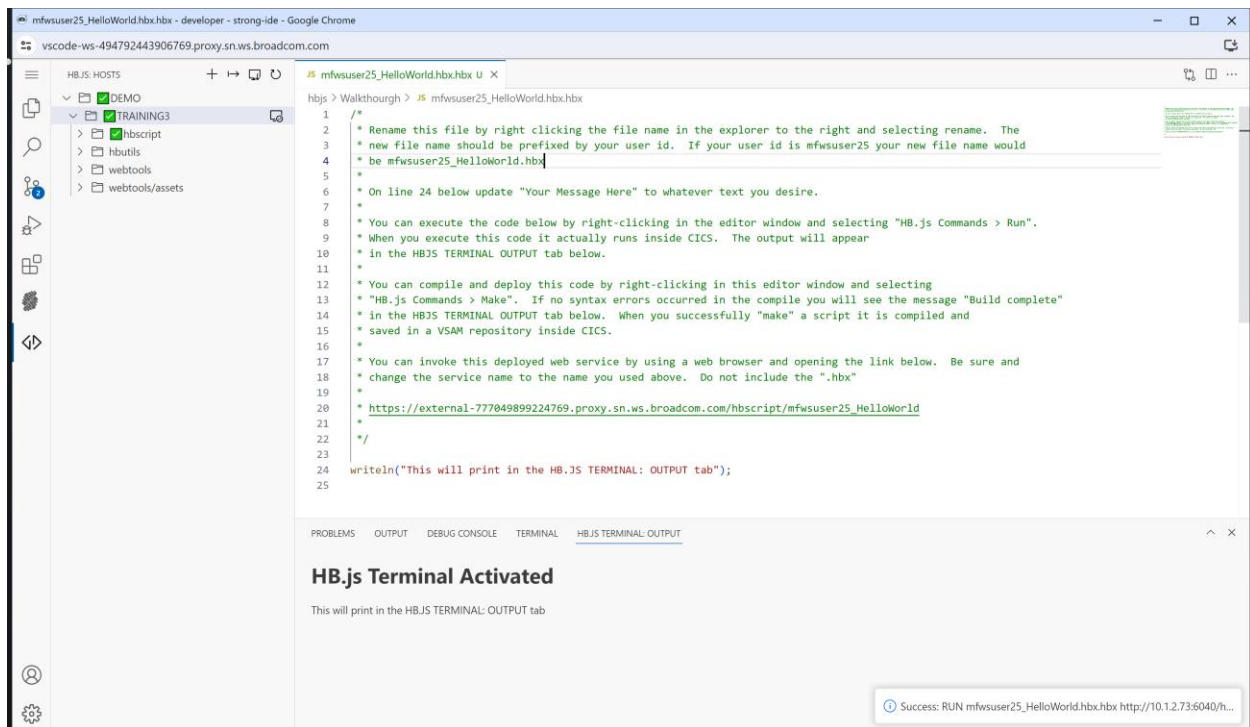 mfwsuser25_HelloWorld.hbx.hbx - developer - strong-ide - Google Chrome
vscode-ws-494792443906769.proxy.sn.ws.broadcom.com
HB.JS: HOSTS
DEMO
TRAINING3
hbscript
hbutils
webtools
webtools/assets
2
JS mfwsuser25_HelloWorld.hbx.hbx U
hbjs > Walkthourgh > JS mfwsuser25_HelloWorld.hbx.hbx
1 /*
2 * Rename this file by right clicking the file name in the explorer to the right and selecting rename. The
3 * new file name should be prefixed by your user id. If your user id is mfwsuser25 your new file name would
4 * be mfwsuser25_HelloWorld.hbx
5 *
6 * On line 24 below update "Your Message Here" to whatever text you desire.
7 *
8 * You can execute the code below by right-clicking in the editor window and selecting "HB.js Commands > Run".
9 * When you execute this code it actually runs inside CICS. The output will appear
10 * in the HBJS TERMINAL OUTPUT tab below.
11 *
12 * You can compile and deploy this code by right-clicking in this editor window and selecting
13 * "HB.js Commands > Make". If no syntax errors occurred in the compile you will see the message "Build complete"
14 * in the HBJS TERMINAL OUTPUT tab below. When you successfully "make" a script it is compiled and
15 * saved in a VSAM repository inside CICS.
16 *
17 * You can invoke this deployed web service by using a web browser and opening the link below. Be sure and
18 * change the service name to the name you used above. Do not include the ".hbx"
19 *
20 * https://external-777049899224769.proxy.sn.ws.broadcom.com/hbscript/mfwsuser25_HelloWorld
21 *
22 */
23
24 writeln("This will print in the HB.JS TERMINAL: OUTPUT tab");
25
PROBLEMS OUTPUT DEBUG CONSOLE TERMINAL HB.JS TERMINAL: OUTPUT
HB.js Terminal Activated
This will print in the HB.JS TERMINAL: OUTPUT tab
Success: RUN mfwsuser25_HelloWorld.hbx.hbx http://10.1.2.73:6040/h...